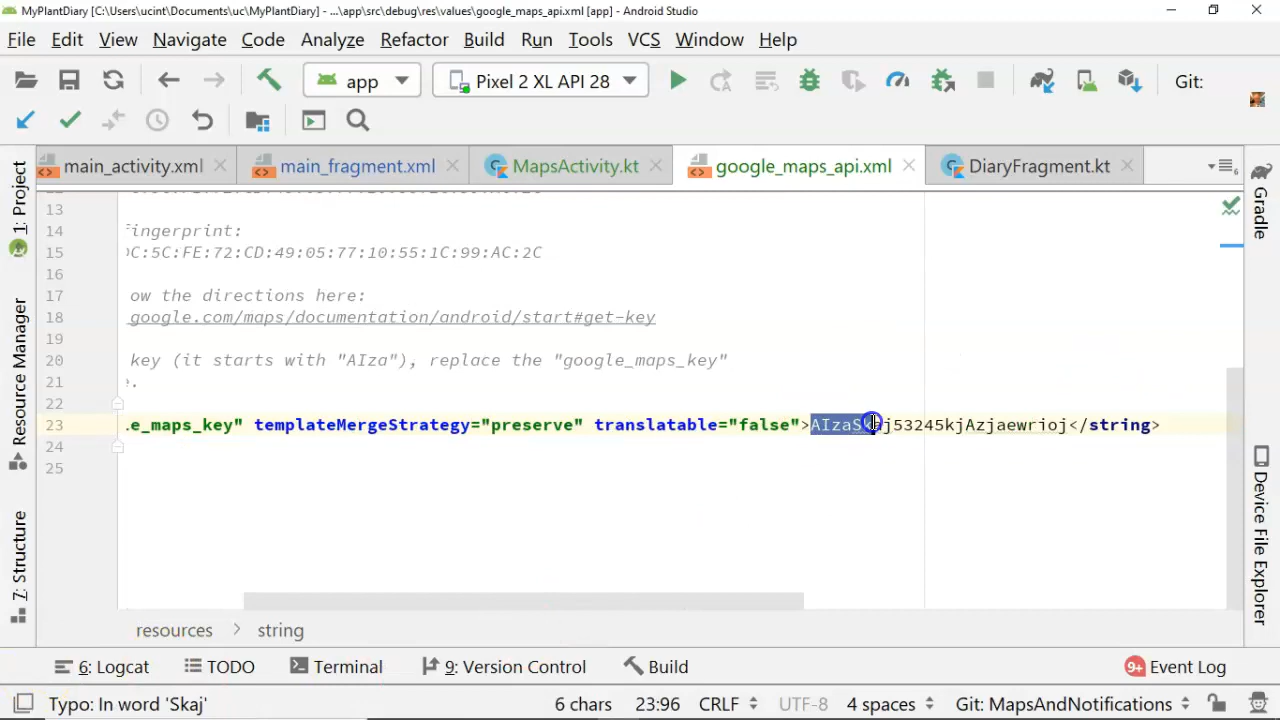 MyPlantDiary [C:\Users\ucint\Documents\uc\MyPlantDiary] - ...\app\src\debug\res\values\google_maps_api.xml [app] - Android Studio
File Edit View Navigate Code Analyze Refactor Build Run Tools VCS Window Help
app Pixel 2 XL API 28 Git:
main_activity.xml main_fragment.xml MapsActivity.kt google_maps_api.xml DiaryFragment.kt
13
14 fingerprint:
15 0C:5C:FE:72:CD:49:05:77:10:55:1C:99:AC:2C
16
17 ow the directions here:
18 google.com/maps/documentation/android/start#get-key
19
20 key (it starts with "AIza"), replace the "google_maps_key"
21 e.
22
23 e_maps_key" templateMergeStrategy="preserve" translatable="false">AIzaSkaj53245kjAzjaewrioj</string>
24
25
resources > string
1: Project
Resource Manager
7: Structure
Gradle
Device File Explorer
6: Logcat TODO Terminal 9: Version Control Build 9+ Event Log
Typo: In word 'Skaj' 6 chars 23:96 CRLF UTF-8 4 spaces Git: MapsAndNotifications